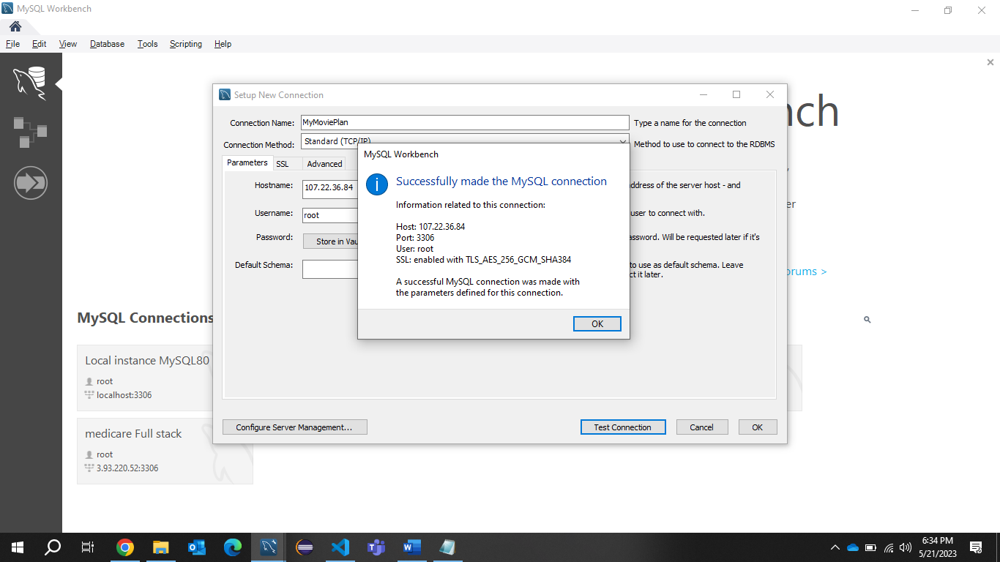 MySQL Workbench
File Edit View Database Tools Scripting Help
nch
er
orums >
MySQL Connections
Local instance MySQL80
root
localhost:3306
medicare Full stack
root
3.93.220.52:3306
Setup New Connection
Connection Name: MyMoviePlan Type a name for the connection
Connection Method: Standard (TCP/IP) Method to use to connect to the RDBMS
Parameters SSL Advanced
Hostname: 107.22.36.84 ddress of the server host - and
Username: root user to connect with.
Password: Store in Vau assword. Will be requested later if it's
Default Schema: to use as default schema. Leave
ct it later.
MySQL Workbench
Successfully made the MySQL connection
Information related to this connection:
Host: 107.22.36.84
Port: 3306
User: root
SSL: enabled with TLS_AES_256_GCM_SHA384
A successful MySQL connection was made with
the parameters defined for this connection.
OK
Configure Server Management... Test Connection Cancel OK
6:34 PM
5/21/2023